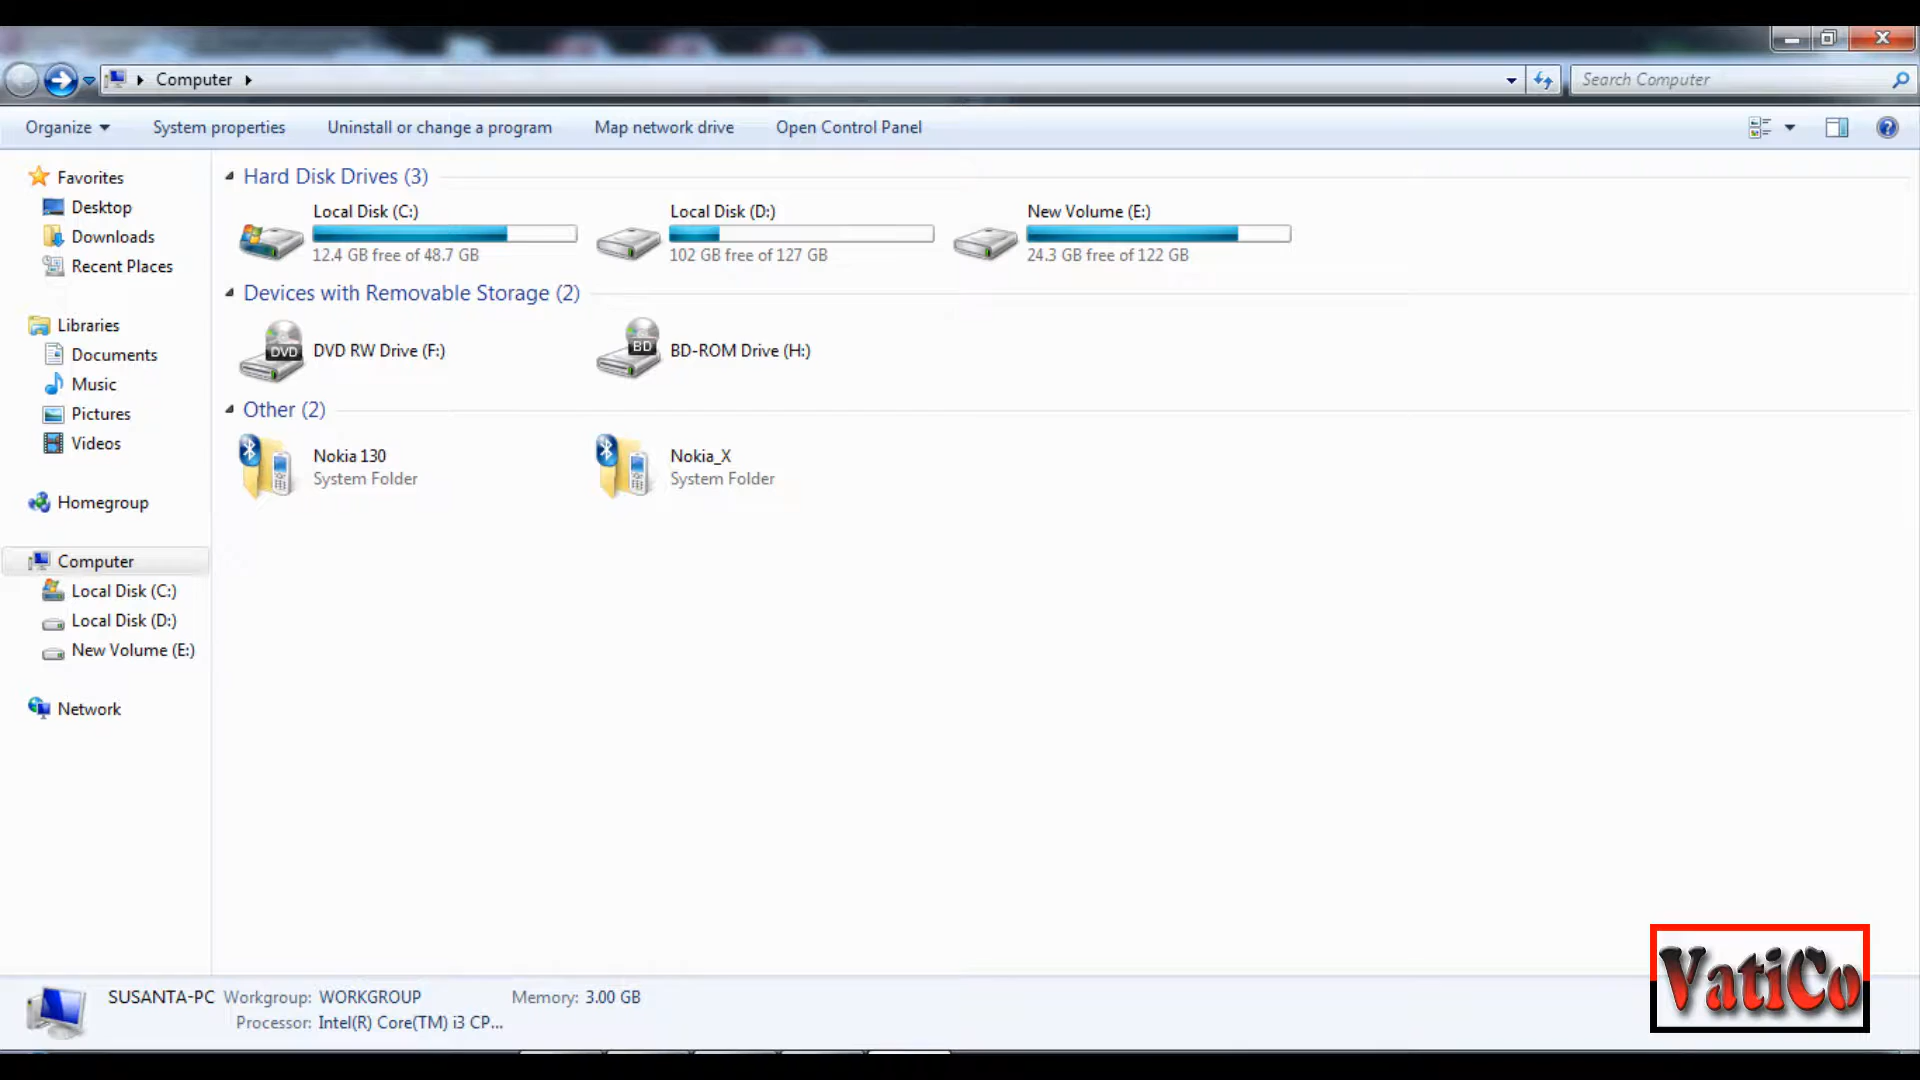 Computer
Search Computer
Organize
System properties
Uninstall or change a program
Map network drive
Open Control Panel
Favorites
Desktop
Downloads
Recent Places
Libraries
Documents
Music
Pictures
Videos
Homegroup
Computer
Local Disk (C:)
Local Disk (D:)
New Volume (E:)
Network
Hard Disk Drives (3)
Local Disk (C:)
12.4 GB free of 48.7 GB
Local Disk (D:)
102 GB free of 127 GB
New Volume (E:)
24.3 GB free of 122 GB
Devices with Removable Storage (2)
DVD
DVD RW Drive (F:)
BD
BD-ROM Drive (H:)
Other (2)
Nokia 130
System Folder
Nokia_X
System Folder
SUSANTA-PC Workgroup: WORKGROUP Memory: 3.00 GB
Processor: Intel(R) Core(TM) i3 CP...
VatiCo